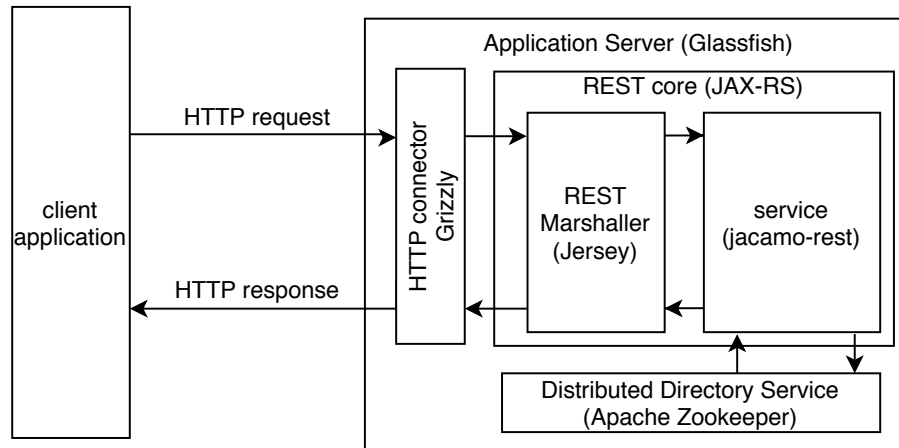 Application Server (Glassfish)
REST core (JAX-RS)
HTTP request
HTTP connector
Grizzly
REST
Marshaller
(Jersey)
service
(jacamo-rest)
client
application
HTTP response
Distributed Directory Service
(Apache Zookeeper)